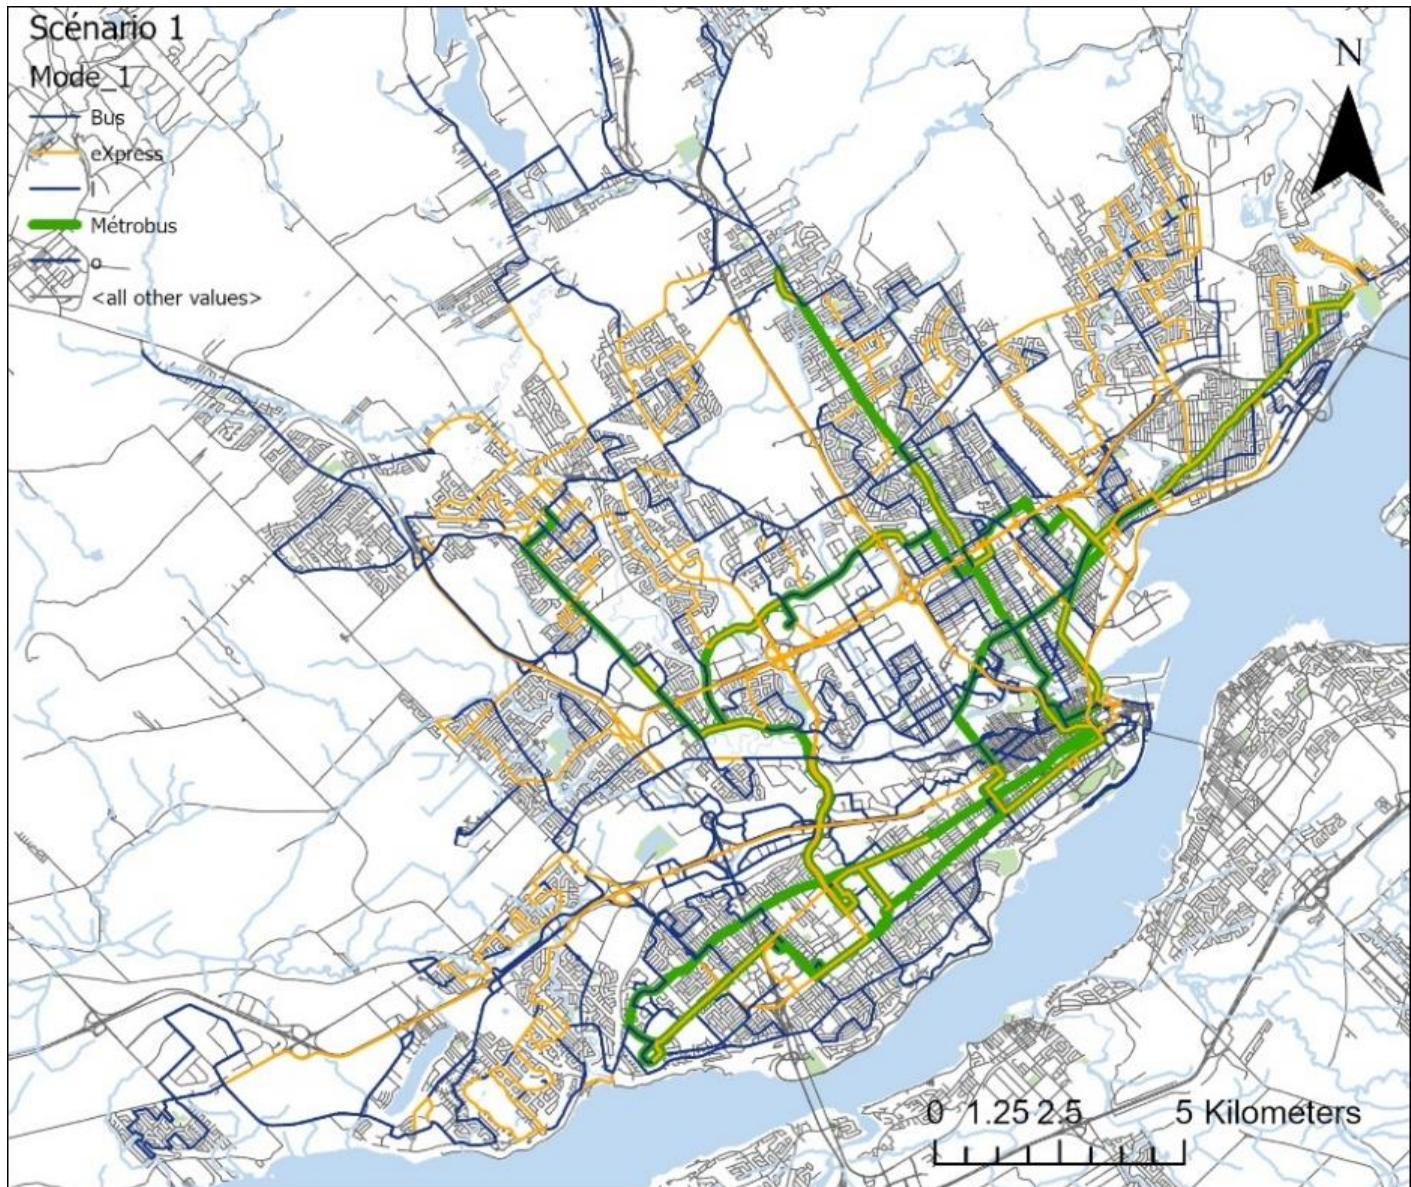 Scénario 1
Mode_1
Bus
eXpress
l
Métrobus
o
<all other values>
N
0 1.25 2.5 5 Kilometers